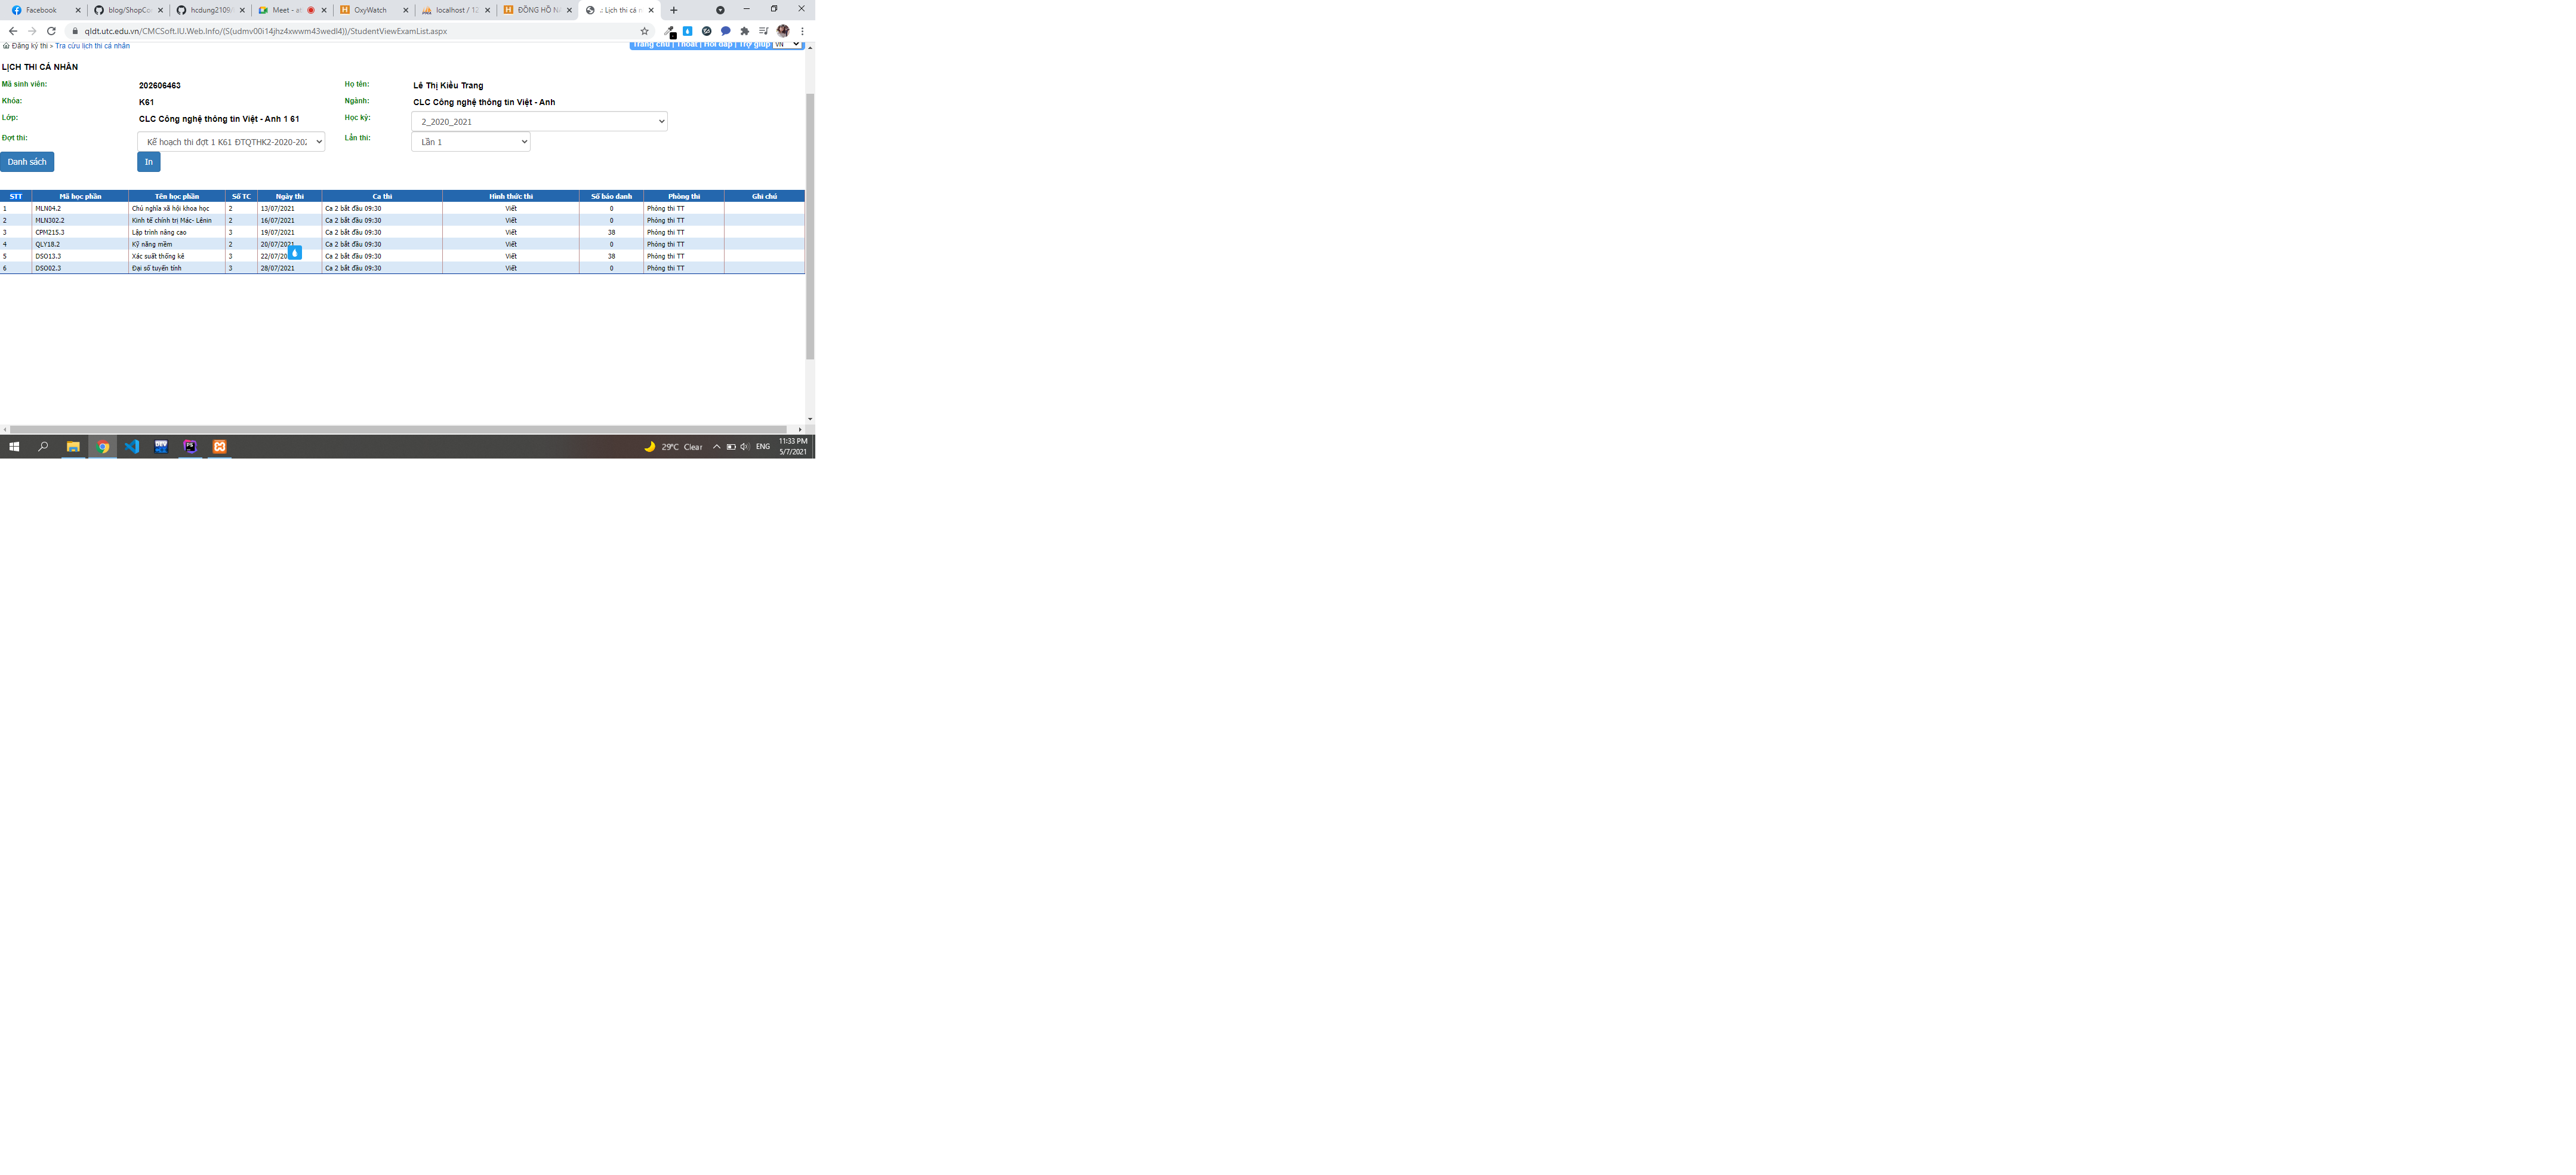 Facebook
blog/ShopCo
hcdung2109/
Meet - a
OxyWatch
localhost / 12
ĐỒNG HỒ NA
.: Lịch thi cá n
qldt.utc.edu.vn/CMCSoft.IU.Web.Info/(S(udmv00i14jhz4xwwm43wedl4))/StudentViewExamList.aspx
Đăng ký thi » Tra cứu lịch thi cá nhân
Trang chủ | Thoát | Hỏi đáp | Trợ giúp VN
LỊCH THI CÁ NHÂN
Mã sinh viên: 202606463 Họ tên: Lê Thị Kiều Trang
Khóa: K61 Ngành: CLC Công nghệ thông tin Việt - Anh
Lớp: CLC Công nghệ thông tin Việt - Anh 1 61 Học kỳ: 2_2020_2021
Đợt thi: Kế hoạch thi đợt 1 K61 ĐTQTHK2-2020-202 Lần thi: Lần 1
Danh sách In
STT Mã học phần Tên học phần Số TC Ngày thi Ca thi Hình thức thi Số báo danh Phòng thi Ghi chú
1 MLN04.2 Chủ nghĩa xã hội khoa học 2 13/07/2021 Ca 2 bắt đầu 09:30 Viết 0 Phòng thi TT
2 MLN302.2 Kinh tế chính trị Mác- Lênin 2 16/07/2021 Ca 2 bắt đầu 09:30 Viết 0 Phòng thi TT
3 CPM215.3 Lập trình nâng cao 3 19/07/2021 Ca 2 bắt đầu 09:30 Viết 38 Phòng thi TT
4 QLY18.2 Kỹ năng mềm 2 20/07/2021 Ca 2 bắt đầu 09:30 Viết 0 Phòng thi TT
5 DSO13.3 Xác suất thống kê 3 22/07/20 Ca 2 bắt đầu 09:30 Viết 38 Phòng thi TT
6 DSO02.3 Đại số tuyến tính 3 28/07/2021 Ca 2 bắt đầu 09:30 Viết 0 Phòng thi TT
29°C Clear ENG 11:33 PM
5/7/2021